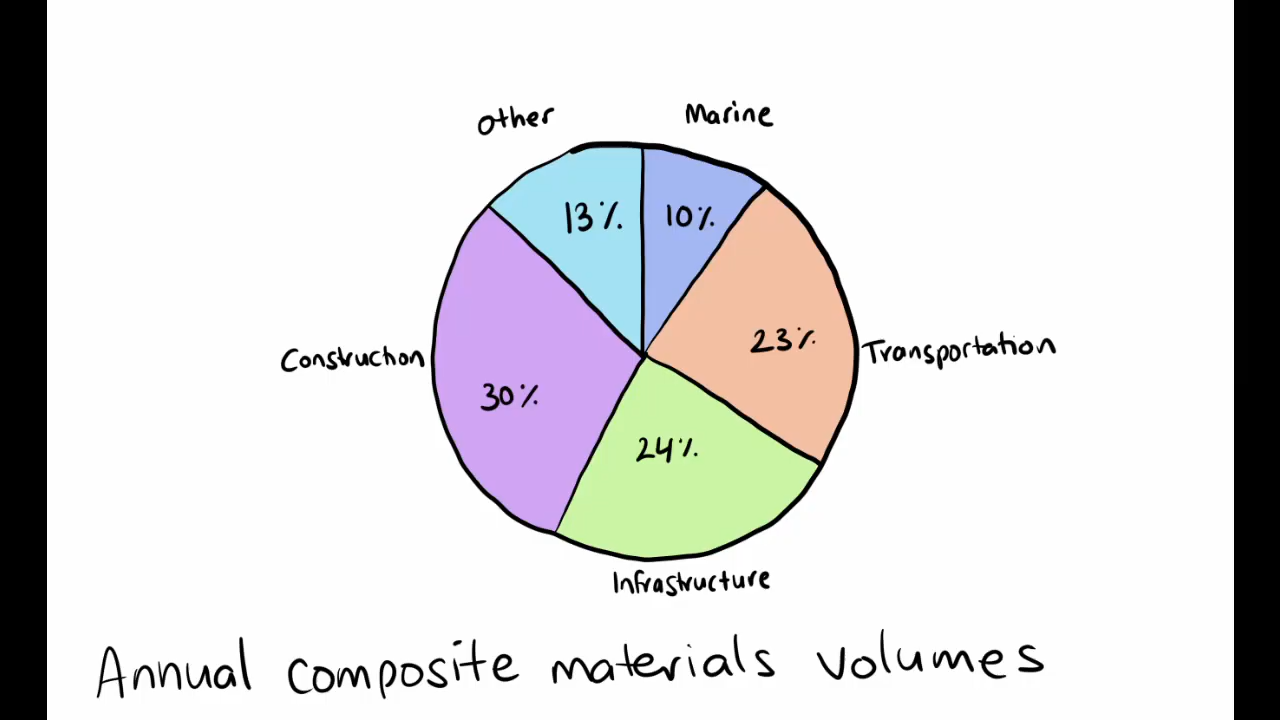 Other
Marine
13%
10%
23%
Construction
Transportation
30%
24%
Infrastructure
Annual composite materials volumes